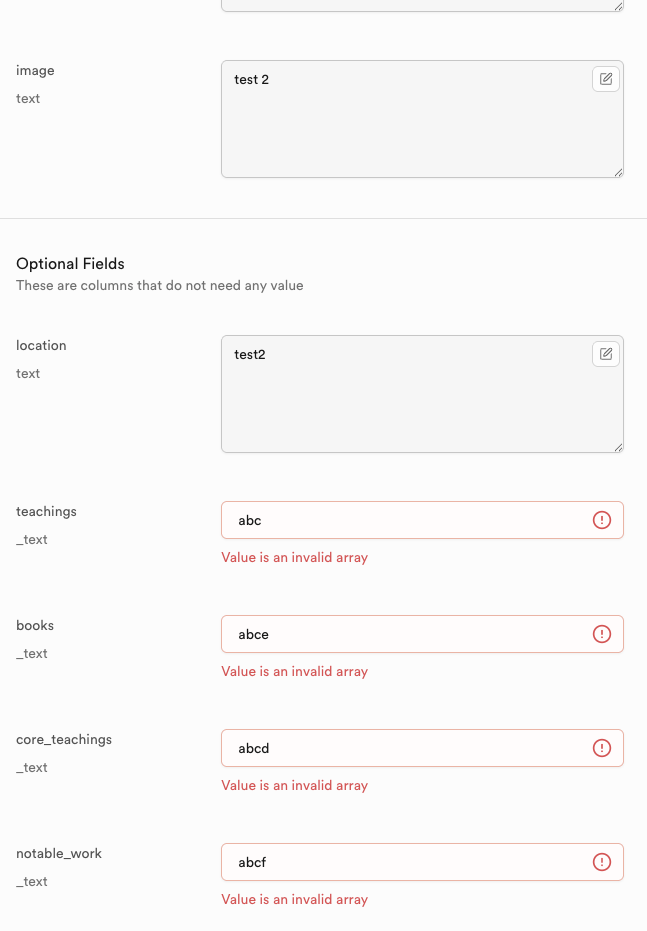 image
test 2
text
Optional Fields
These are columns that do not need any value
location
test2
text
teachings
abc
_text
Value is an invalid array
books
abce
_text
Value is an invalid array
core_teachings
abcd
_text
Value is an invalid array
notable_work
abcf
_text
Value is an invalid array